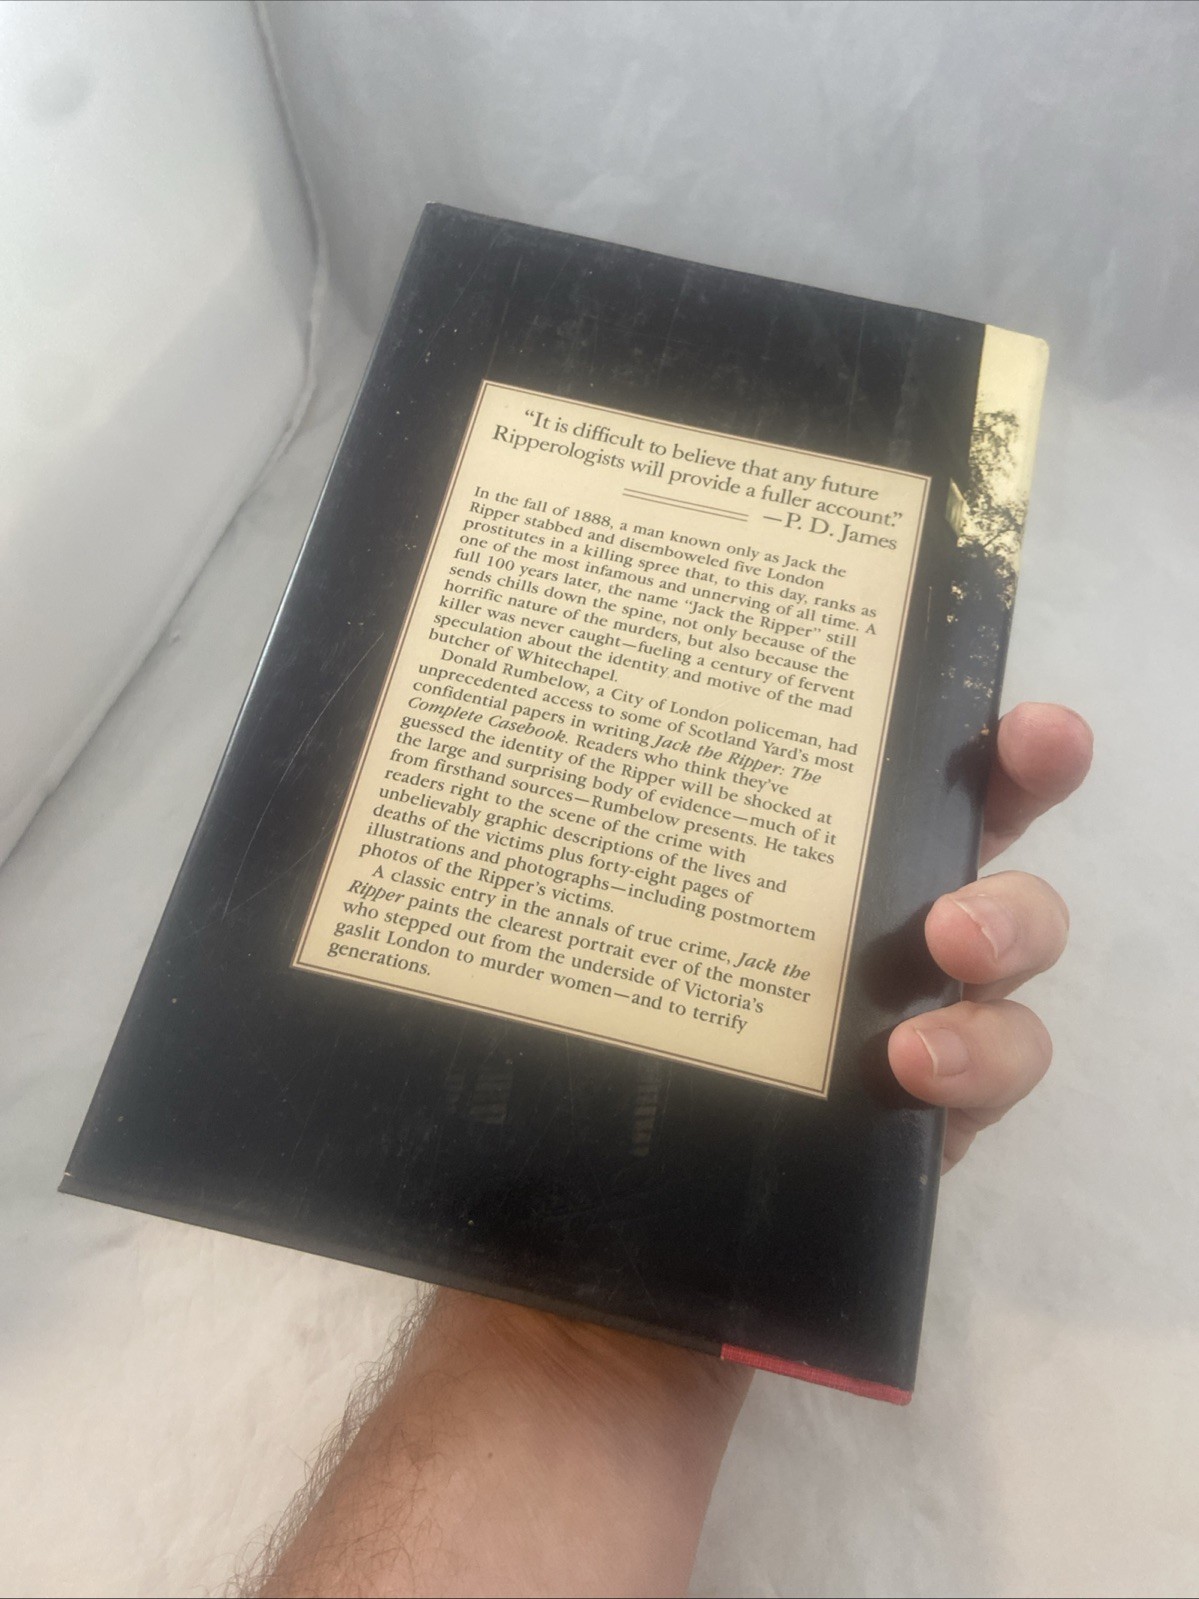 “It is difficult to believe that any future
Ripperologists will provide a fuller account.”
—P. D. James
In the fall of 1888, a man known only as Jack the
Ripper stabbed and disemboweled five London
prostitutes in a killing spree that, to this day, ranks as
one of the most infamous and unnerving of all time. A
full 100 years later, the name “Jack the Ripper” still
sends chills down the spine, not only because of the
horrific nature of the murders, but also because the
killer was never caught—fueling a century of fervent
speculation about the identity and motive of the mad
butcher of Whitechapel.
Donald Rumbelow, a City of London policeman, had
unprecedented access to some of Scotland Yard’s most
confidential papers in writing Jack the Ripper: The
Complete Casebook. Readers who think they’ve
guessed the identity of the Ripper will be shocked at
the large and surprising body of evidence—much of it
from firsthand sources—Rumbelow presents. He takes
readers right to the scene of the crime with
unbelievably graphic descriptions of the lives and
deaths of the victims plus forty-eight pages of
illustrations and photographs—including postmortem
photos of the Ripper’s victims.
A classic entry in the annals of true crime, Jack the
Ripper paints the clearest portrait ever of the monster
who stepped out from the underside of Victoria’s
gaslit London to murder women—and to terrify
generations.